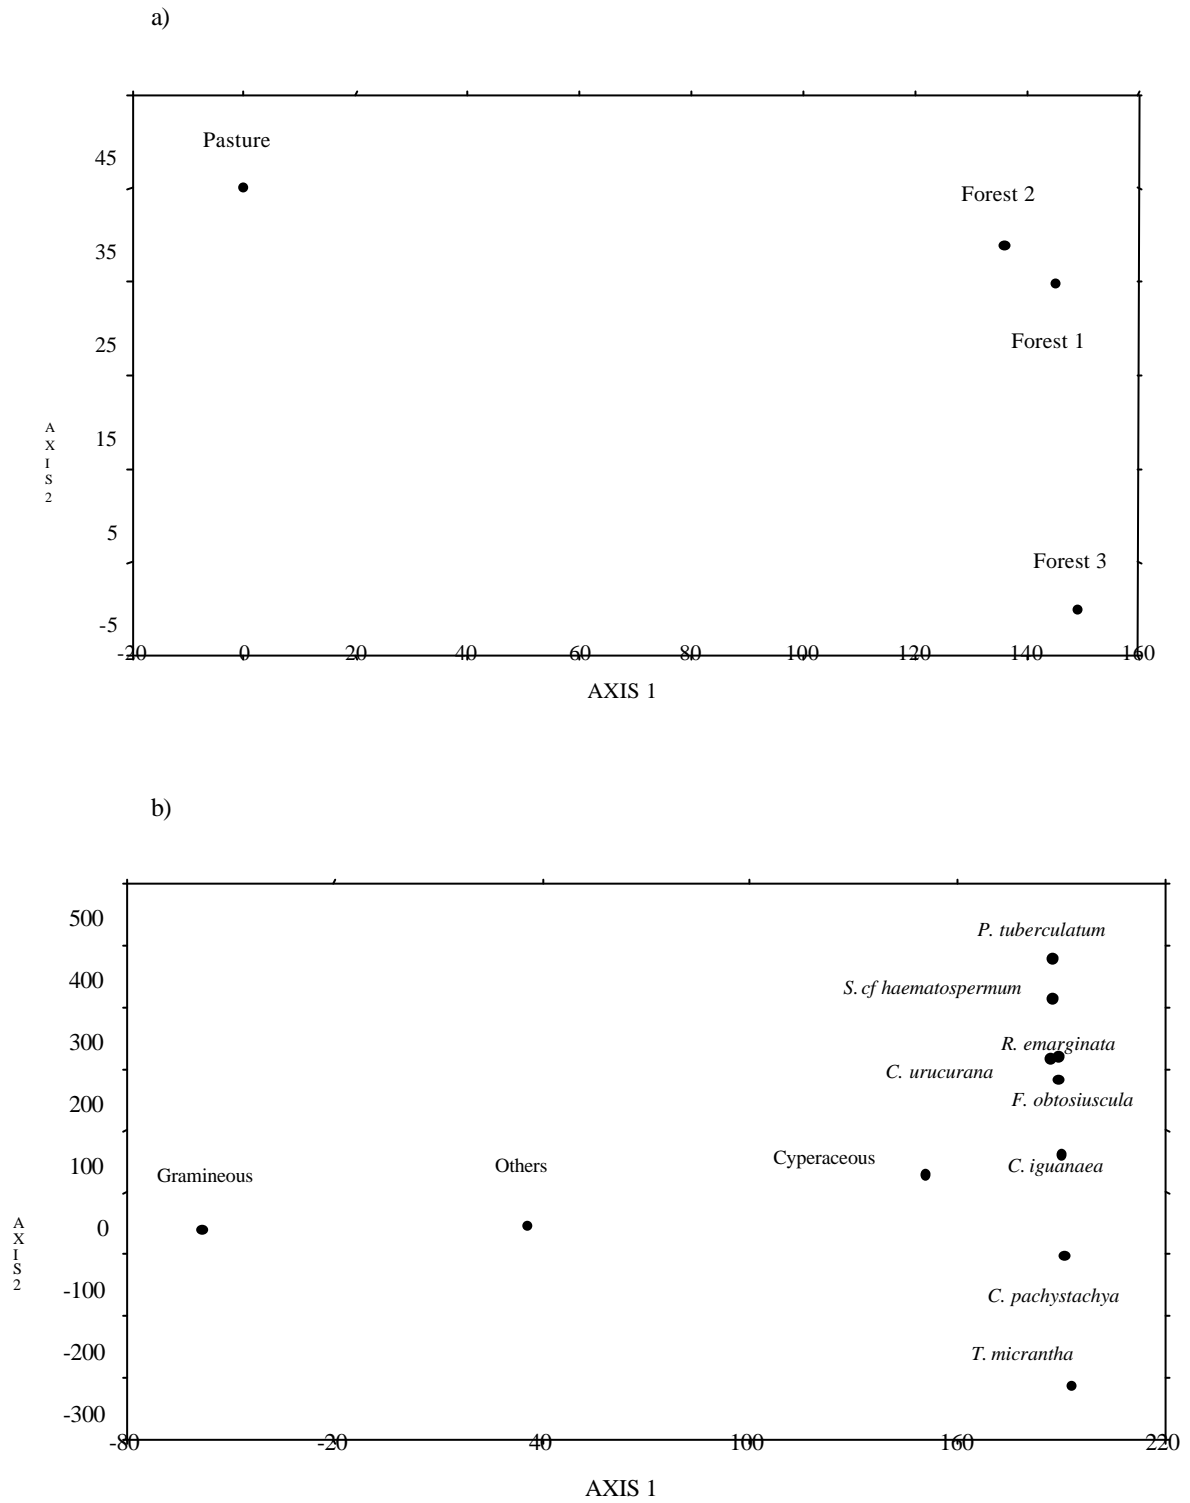 a)
Pasture
45
Forest 2
35
25
Forest 1
A
X
I
S
2
15
5
Forest 3
-5
-20 0 20 40 60 80 100 120 140 160
AXIS 1
b)
500
P. tuberculatum
400
S. cf haematospermum
300
R. emarginata
C. urucurana
200
F. obtosiuscula
100
Gramineous
Others
Cyperaceous
C. iguanaea
A
X
I
S
2
0
-100
C. pachystachya
-200
T. micrantha
-300
-80 -20 40 100 160 220
AXIS 1